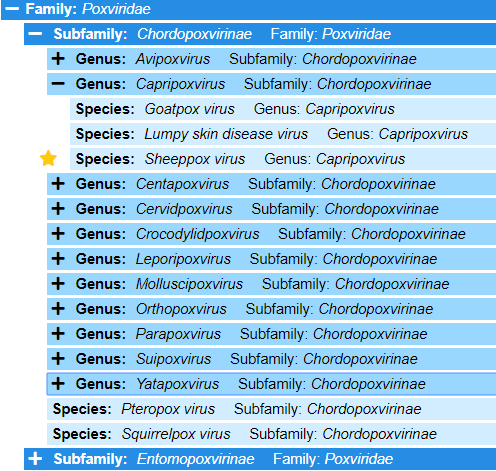 Family: Poxviridae
Subfamily: Chordopoxvirinae Family: Poxviridae
Genus: Avipoxvirus Subfamily: Chordopoxvirinae
Genus: Capripoxvirus Subfamily: Chordopoxvirinae
Species: Goatpox virus Genus: Capripoxvirus
Species: Lumpy skin disease virus Genus: Capripoxvirus
Species: Sheeppox virus Genus: Capripoxvirus
Genus: Centapoxvirus Subfamily: Chordopoxvirinae
Genus: Cervidpoxvirus Subfamily: Chordopoxvirinae
Genus: Crocodylidpoxvirus Subfamily: Chordopoxvirinae
Genus: Leporipoxvirus Subfamily: Chordopoxvirinae
Genus: Molluscipoxvirus Subfamily: Chordopoxvirinae
Genus: Orthopoxvirus Subfamily: Chordopoxvirinae
Genus: Parapoxvirus Subfamily: Chordopoxvirinae
Genus: Suipoxvirus Subfamily: Chordopoxvirinae
Genus: Yatapoxvirus Subfamily: Chordopoxvirinae
Species: Pteropox virus Subfamily: Chordopoxvirinae
Species: Squirrelpox virus Subfamily: Chordopoxvirinae
Subfamily: Entomopoxvirinae Family: Poxviridae